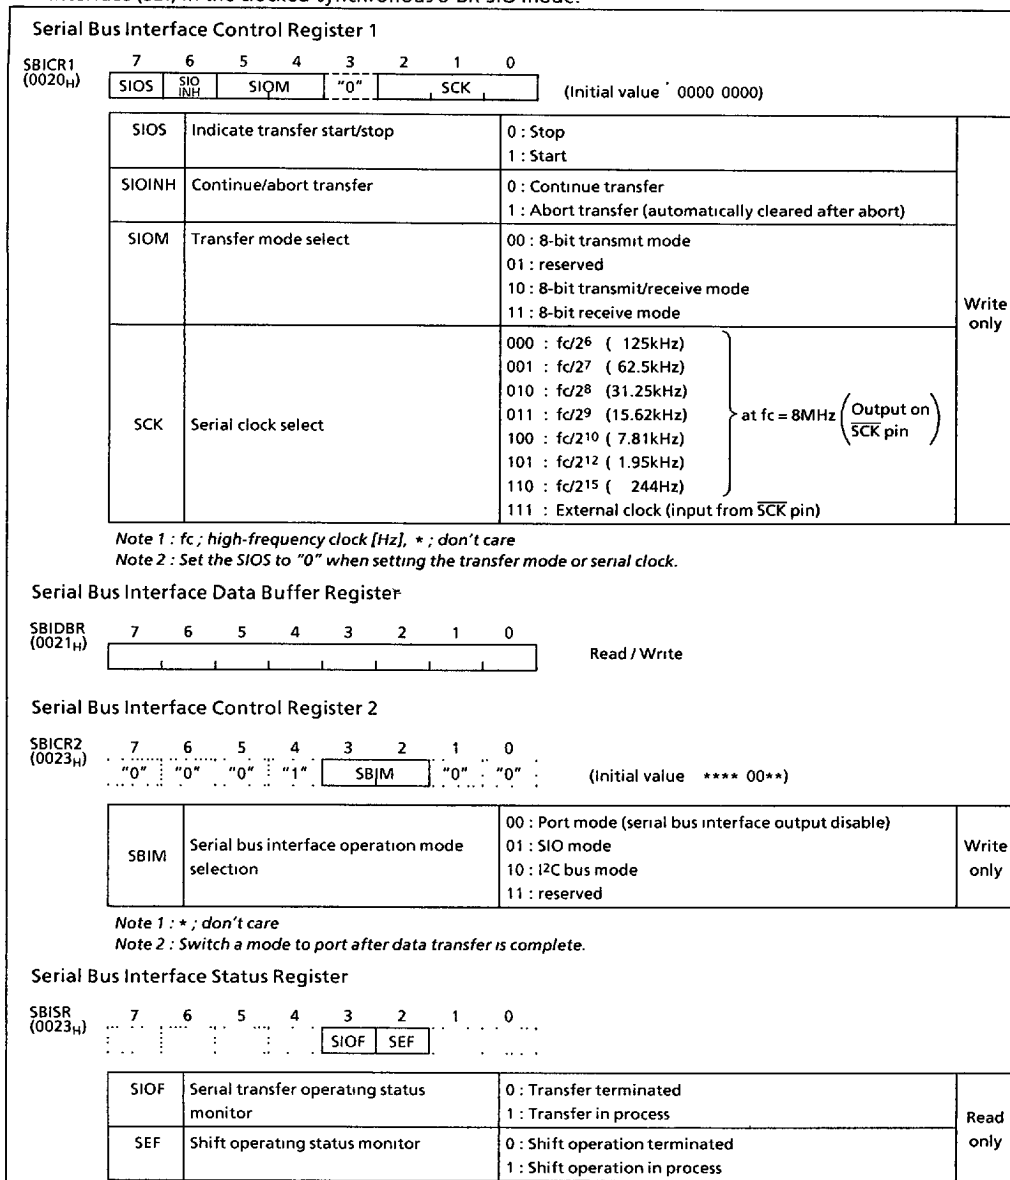 Serial Bus Interface Control Register 1
SBICR1 7 6 5 4 3 2 1 0
(0020H) SIOS SIO INH SIOM "0" SCK (Initial value 0000 0000)
SIOS Indicate transfer start/stop 0 : Stop
1 : Start
SIOINH Continue/abort transfer 0 : Continue transfer
1 : Abort transfer (automatically cleared after abort)
SIOM Transfer mode select 00 : 8-bit transmit mode
01 : reserved
10 : 8-bit transmit/receive mode
11 : 8-bit receive mode
Write only
SCK Serial clock select
000 : fc/2⁶ ( 125kHz)
001 : fc/2⁷ ( 62.5kHz)
010 : fc/2⁸ (31.25kHz)
011 : fc/2⁹ (15.62kHz)
100 : fc/2¹⁰ ( 7.81kHz)
101 : fc/2¹² ( 1.95kHz)
110 : fc/2¹⁵ ( 244Hz)
at fc = 8MHz (Output on SCK pin)
111 : External clock (input from SCK pin)
Note 1 : fc ; high-frequency clock [Hz], * ; don't care
Note 2 : Set the SIOS to "0" when setting the transfer mode or serial clock.
Serial Bus Interface Data Buffer Register
SBIDBR 7 6 5 4 3 2 1 0
(0021H) Read / Write
Serial Bus Interface Control Register 2
SBICR2 7 6 5 4 3 2 1 0
(0023H) "0" "0" "0" "1" SBIM "0" "0" (Initial value **** 00**)
SBIM Serial bus interface operation mode selection
00 : Port mode (serial bus interface output disable)
01 : SIO mode
10 : I²C bus mode
11 : reserved
Write only
Note 1 : * ; don't care
Note 2 : Switch a mode to port after data transfer is complete.
Serial Bus Interface Status Register
SBISR 7 6 5 4 3 2 1 0
(0023H) SIOF SEF
SIOF Serial transfer operating status monitor
0 : Transfer terminated
1 : Transfer in process
SEF Shift operating status monitor 0 : Shift operation terminated
1 : Shift operation in process
Read only